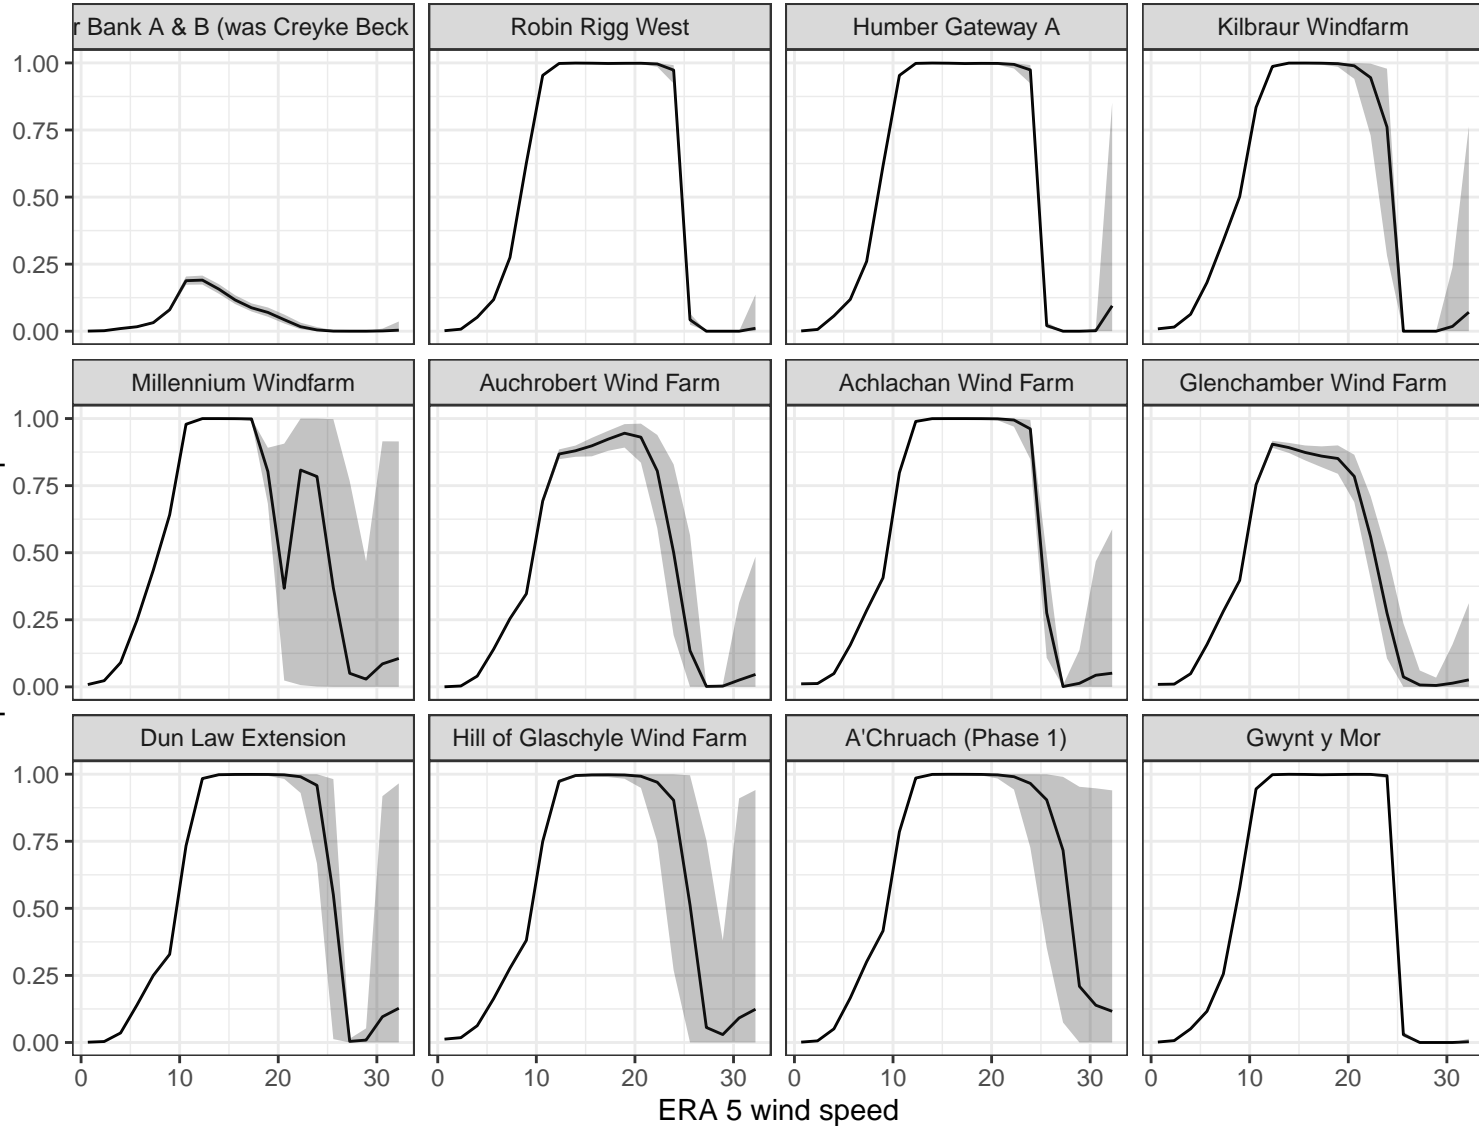 r Bank A & B (was Creyke Beck
Robin Rigg West
Humber Gateway A
Kilbraur Windfarm
1.00
0.75
0.50
0.25
0.00
Millennium Windfarm
Auchrobert Wind Farm
Achlachan Wind Farm
Glenchamber Wind Farm
1.00
0.75
0.50
0.25
0.00
Dun Law Extension
Hill of Glaschyle Wind Farm
A'Chruach (Phase 1)
Gwynt y Mor
1.00
0.75
0.50
0.25
0.00
0 10 20 30 0 10 20 30 0 10 20 30 0 10 20 30
ERA 5 wind speed